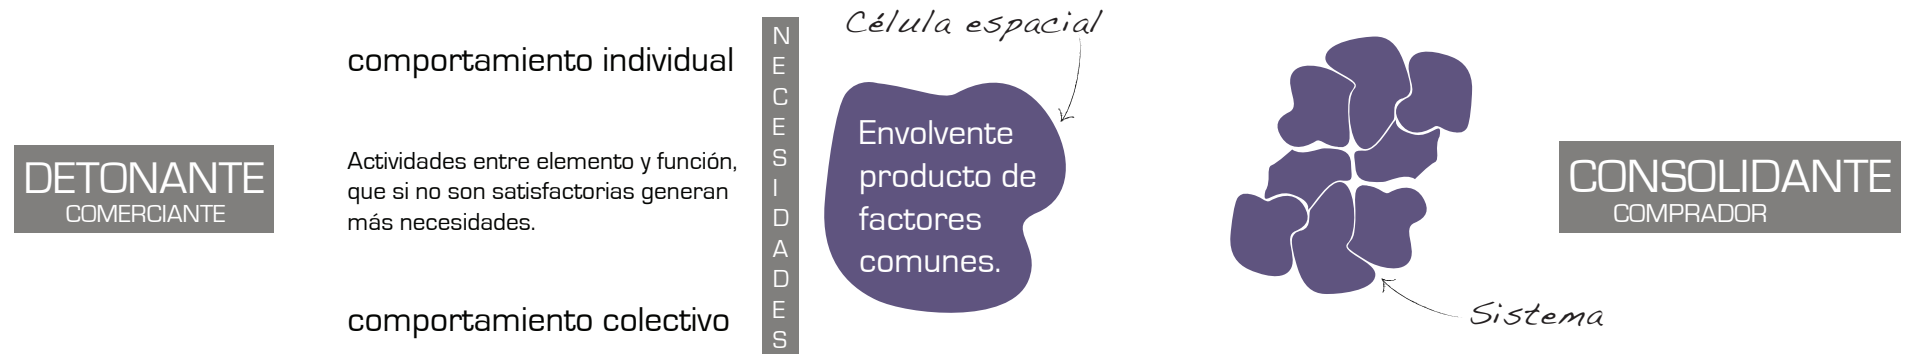 DETONANTE
COMERCIANTE
comportamiento individual
Actividades entre elemento y función,
que si no son satisfactorias generan
más necesidades.
comportamiento colectivo
NECESIDADES
Célula espacial
Envolvente
producto de
factores
comunes.
Sistema
CONSOLIDANTE
COMPRADOR